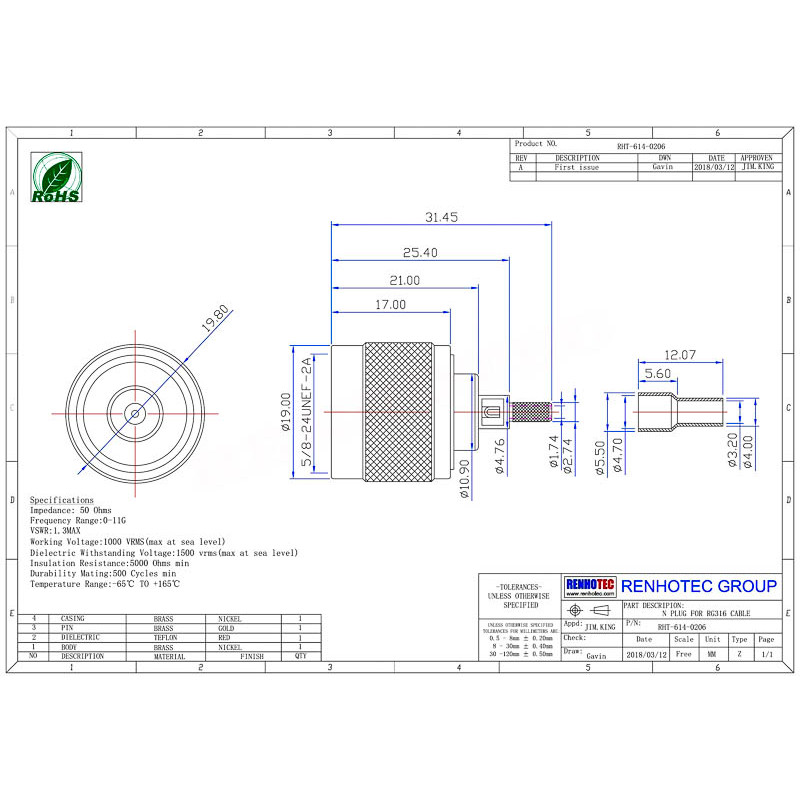 1 2 3 4 5 6
Product NO. RHT-614-0206
REV DESCRIPTION DWN DATE APPROVEN
A First issue Gavin 2018/03/12 JIM.KING
RoHS
A A
B B
C C
D D
E E
31.45
25.40
21.00
17.00
19.80
ø19.00
5/8-24UNEF-2A
ø10.90
ø4.76
ø1.74
ø2.74
12.07
5.60
ø5.50
ø4.70
ø3.20
ø4.00
Specifications
Impedance: 50 Ohms
Frequency Range:0-11G
VSWR:1.3MAX
Working Voltage:1000 VRMS(max at sea level)
Dielectric Withstanding Voltage:1500 vrms(max at sea level)
Insulation Resistance:5000 Ohms min
Durability Mating:500 Cycles min
Temperature Range:-65℃ TO +165℃
4 CASING BRASS NICKEL 1
3 PIN BRASS GOLD 1
2 DIELECTRIC TEFLON RED 1
1 BODY BRASS NICKEL 1
NO DESCRIPTION MATERIAL FINISH QTY
-TOLERANCES-
UNLESS OTHERWISE
SPECIFIED
UNLESS OTHERWISE SPECIFIED
TOLERANCES FOR MILLIMETERS ARE:
0.5 - 8mm ± 0.20mm
8 - 30mm ± 0.40mm
30 -120mm ± 0.50mm
RENHOTEC
www.renhotec.com
RENHOTEC GROUP
PART DESCRIPION:
N PLUG FOR RG316 CABLE
Appd: JIM.KING P/N: RHT-614-0206
Check: Date Scale Unit Type Page
Draw: Gavin 2018/03/12 Free MM Z 1/1
1 2 3 4 5 6